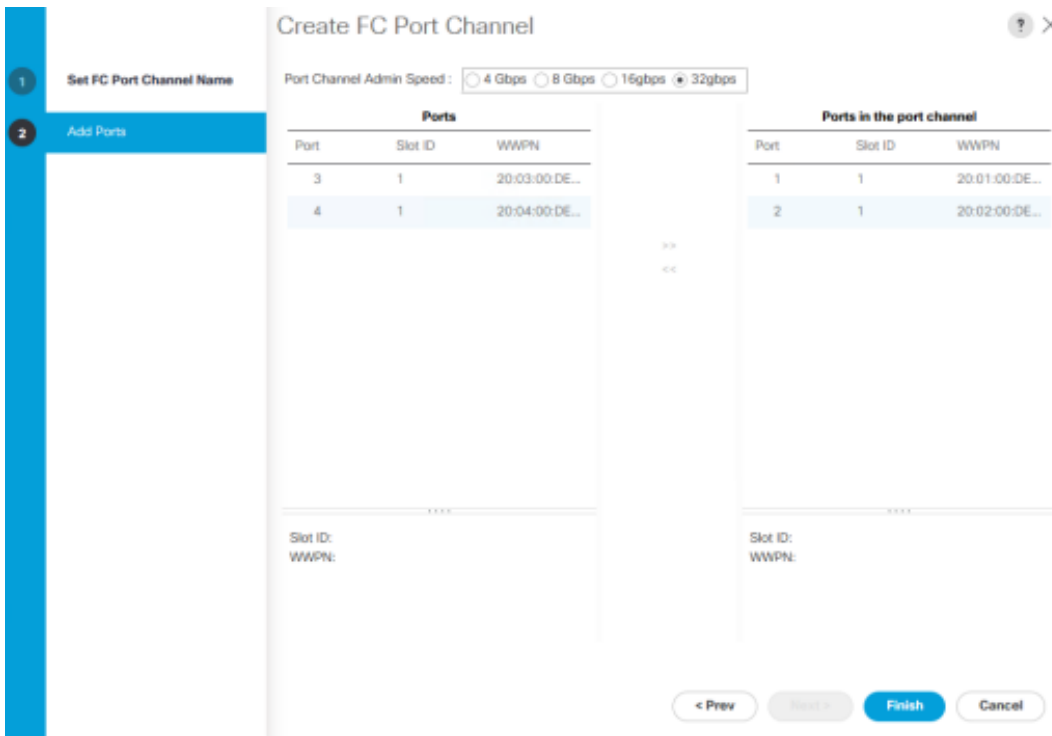 Create FC Port Channel
?
1
Set FC Port Channel Name
Port Channel Admin Speed : 4 Gbps 8 Gbps 16gbps 32gbps
2
Add Ports
Ports
Port Slot ID WWPN
3 1 20:03:00:DE...
4 1 20:04:00:DE...
>>
<<
Ports in the port channel
Port Slot ID WWPN
1 1 20:01:00:DE...
2 1 20:02:00:DE...
Slot ID:
WWPN:
Slot ID:
WWPN:
< Prev
Next >
Finish
Cancel